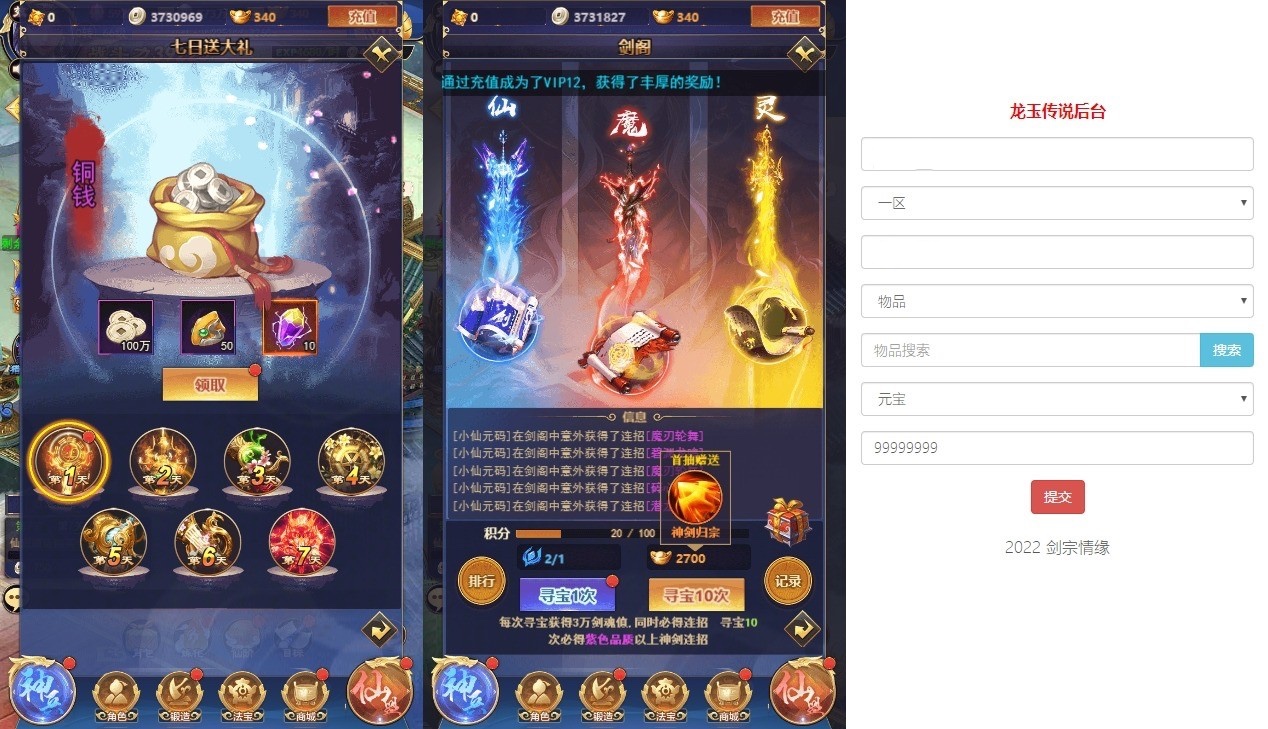 0
3730969
340
充值
七日送大礼
铜钱
100万
50
10
领取
第1天
第2天
第3天
第4天
第5天
第6天
第7天
神兵
角色
锻造
法宝
商城
仙盟
0
3731827
340
充值
剑阁
通过充值成为了VIP12，获得了丰厚的奖励！
仙
魔
灵
信息
[小仙元码]在剑阁中意外获得了连招[魔刃轮舞]
[小仙元码]在剑阁中意外获得了连招
[小仙元码]在剑阁中意外获得了连招[魔
[小仙元码]在剑阁中意外获得了连招
[小仙元码]在剑阁中意外获得了连招
首抽赠送
神剑归宗
积分
20 / 100
2/1
2700
排行
寻宝1次
寻宝10次
记录
每次寻宝获得3万剑魂值,同时必得连招 寻宝10
次必得紫色品质以上神剑连招
神兵
角色
锻造
法宝
商城
仙盟
龙玉传说后台
一区
物品
物品搜索
搜索
元宝
99999999
提交
2022 剑宗情缘